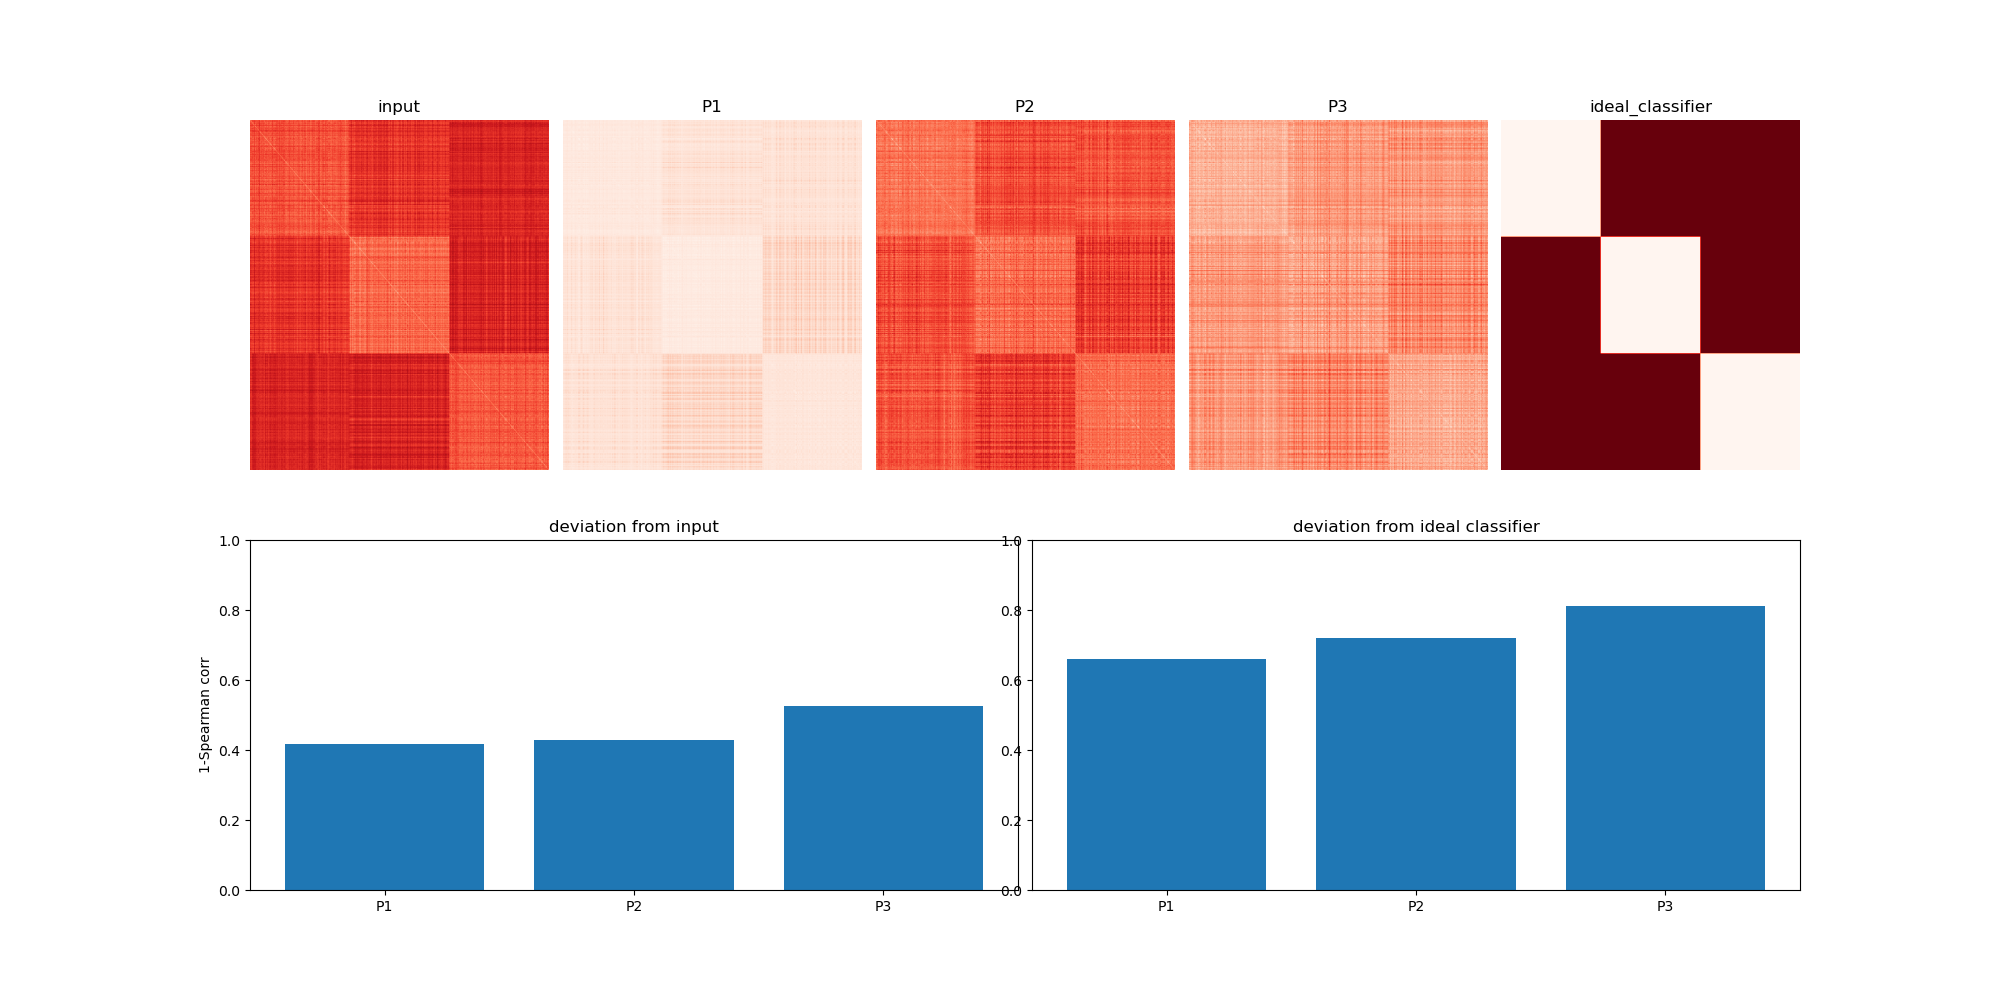 input P1 P2 P3 ideal_classifier
deviation from input
deviation from ideal classifier
1-Spearman corr
1.0
0.8
0.6
0.4
0.2
0.0
P1 P2 P3
1.0
0.8
0.6
0.4
0.2
0.0
P1 P2 P3